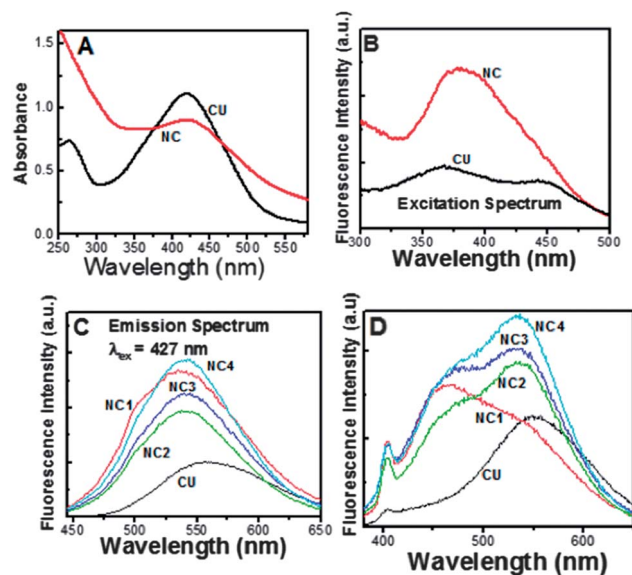 A
1.5
1.0
0.5
0.0
Absorbance
CU
NC
250 300 350 400 450 500 550
Wavelength (nm)
B
Fluorescence Intensity (a.u.)
NC
CU
Excitation Spectrum
300 350 400 450 500
Wavelength (nm)
C Emission Spectrum
λex = 427 nm
Fluorescence Intensity (a.u.)
NC4
NC1
NC3
NC2
CU
450 500 550 600 650
Wavelength (nm)
D
Fluorescence Intensity (a.u.)
NC4
NC3
NC2
NC1
CU
400 500 600
Wavelength (nm)